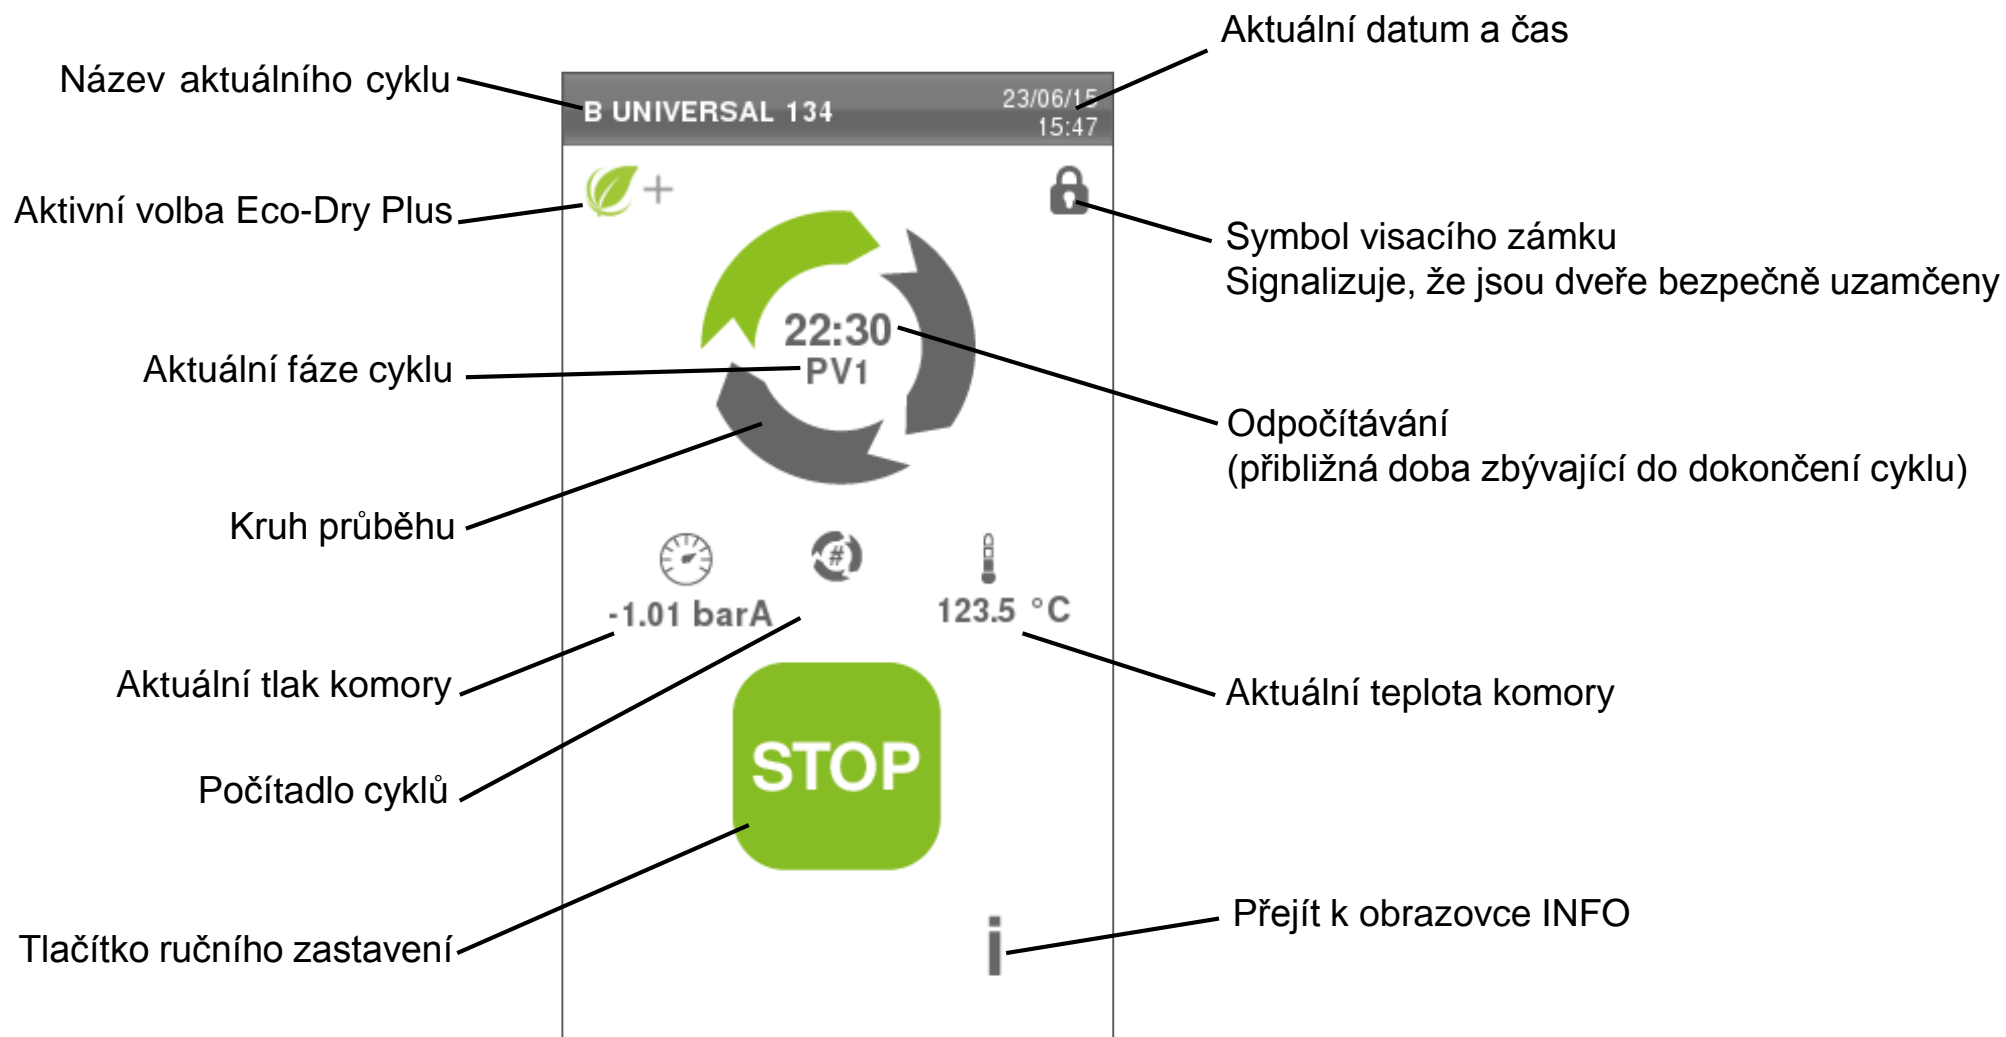 Aktuální datum a čas
Název aktuálního cyklu
B UNIVERSAL 134
23/06/15
15:47
Aktivní volba Eco-Dry Plus
+
Symbol visacího zámku
Signalizuje, že jsou dveře bezpečně uzamčeny
22:30
PV1
Aktuální fáze cyklu
Odpočítávání
(přibližná doba zbývající do dokončení cyklu)
Kruh průběhu
#
-1.01 barA
123.5 °C
Aktuální tlak komory
Aktuální teplota komory
STOP
Počítadlo cyklů
Přejít k obrazovce INFO
i
Tlačítko ručního zastavení